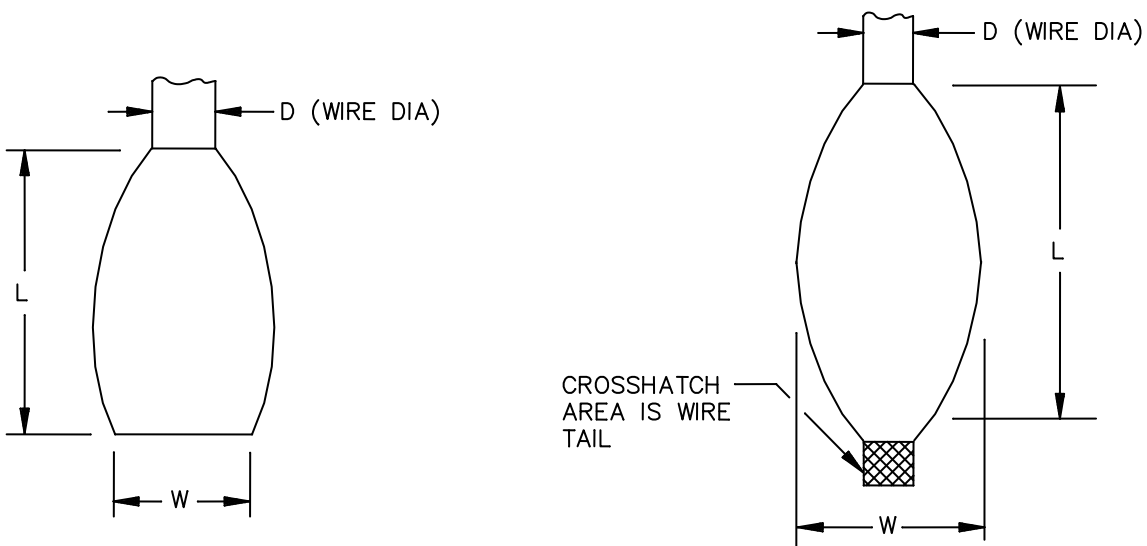 D (WIRE DIA)
L
W
D (WIRE DIA)
L
CROSSHATCH
AREA IS WIRE
TAIL
W